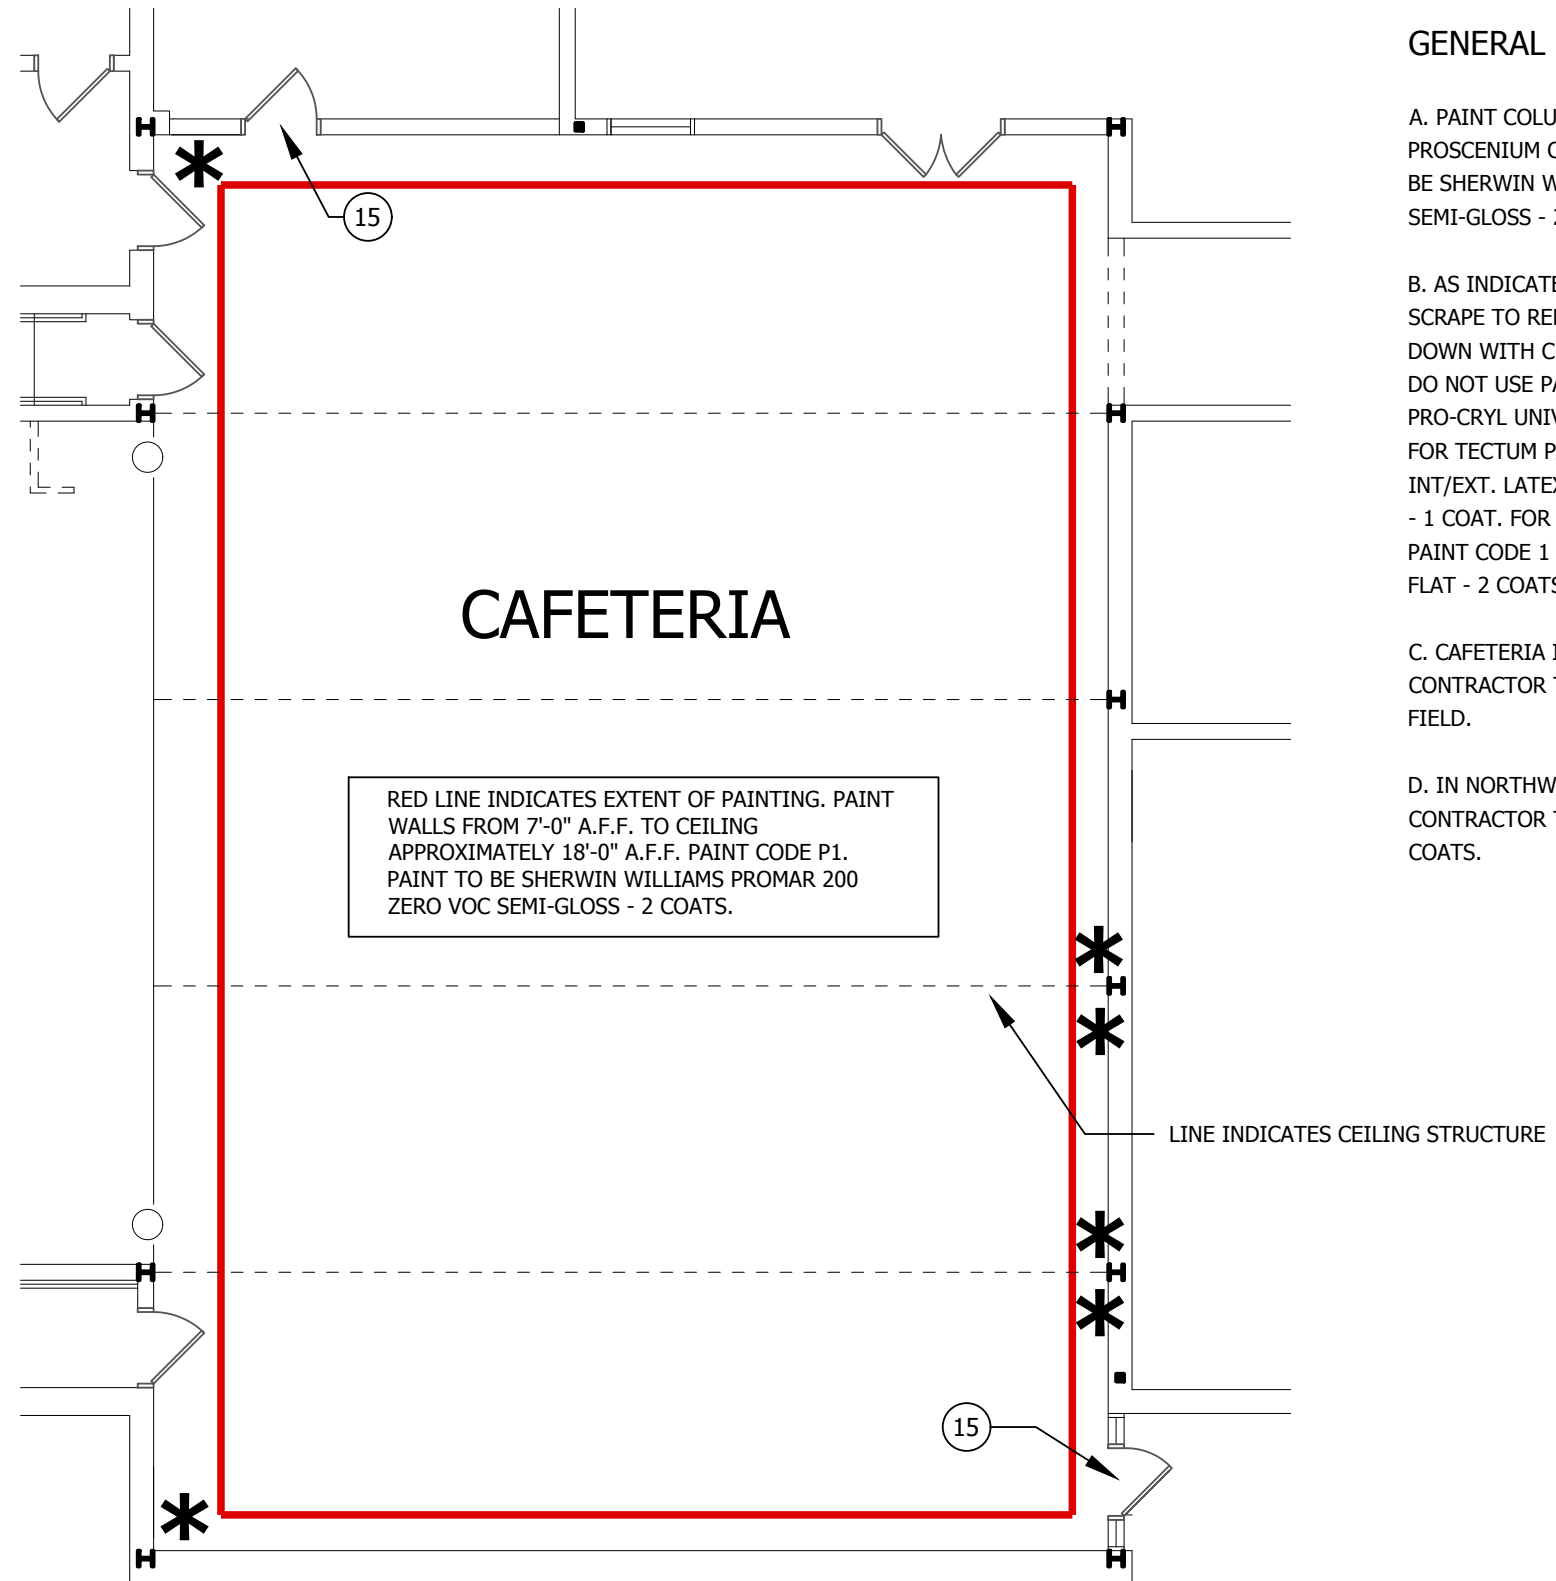 GENERAL
A. PAINT COLU
PROSCENIUM
BE SHERWIN W
SEMI-GLOSS -
B. AS INDICATE
SCRAPE TO
DOWN WITH C
DO NOT USE PA
PRO-CRYL UNIV
FOR TECTUM P
INT/EXT. LATEX
- 1 COAT. FOR
PAINT CODE 1
FLAT - 2 COATS
C. CAFETERIA
CONTRACTOR T
FIELD.
D. IN NORTHW
CONTRACTOR T
COATS.
15
CAFETERIA
RED LINE INDICATES EXTENT OF PAINTING. PAINT
WALLS FROM 7'-0" A.F.F. TO CEILING
APPROXIMATELY 18'-0" A.F.F. PAINT CODE P1.
PAINT TO BE SHERWIN WILLIAMS PROMAR 200
ZERO VOC SEMI-GLOSS - 2 COATS.
LINE INDICATES CEILING STRUCTURE
15